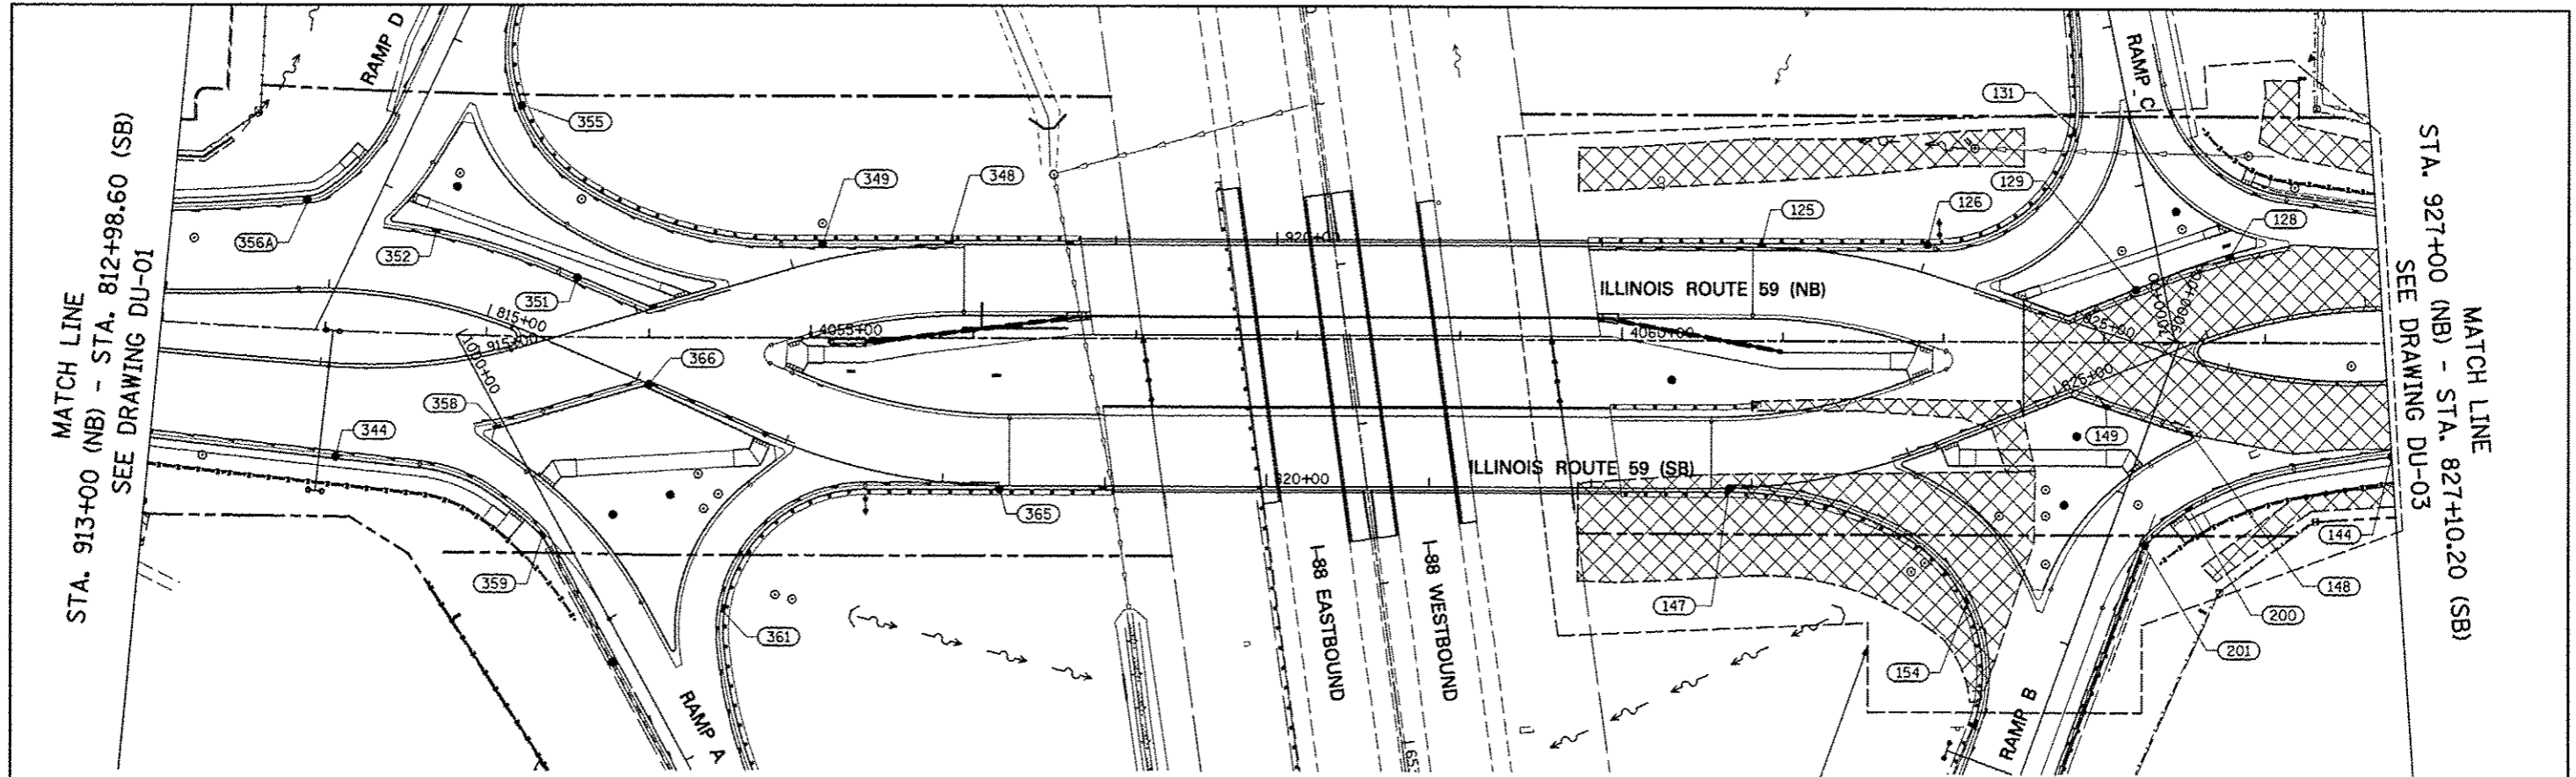 MATCH LINE
STA. 913+00 (NB) - STA. 812+98.60 (SB)
SEE DRAWING DU-01
RAMP D
355
356A
352
351
349
348
815+00
915+00
1000+00
4055+00
366
358
344
359
361
RAMP A
365
920+00
820+00
I-88 EASTBOUND
I-88 WESTBOUND
ILLINOIS ROUTE 59 (NB)
4060+00
ILLINOIS ROUTE 59 (SB)
125
126
131
129
128
RAMP C
825+00
149
147
154
RAMP B
144
148
200
201
MATCH LINE
STA. 927+00 (NB) - STA. 827+10.20 (SB)
SEE DRAWING DU-03